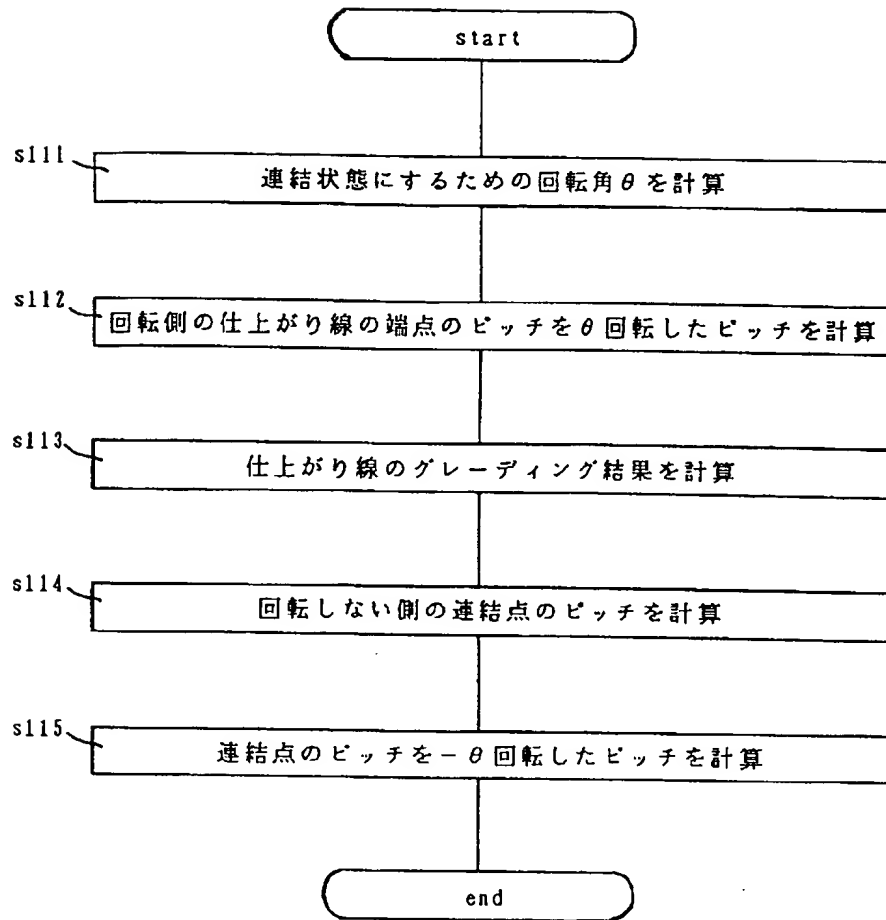 start
s111
連結状態にするための回転角θを計算
s112
回転側の仕上がり線の端点のピッチをθ回転したピッチを計算
s113
仕上がり線のグレーディング結果を計算
s114
回転しない側の連結点のピッチを計算
s115
連結点のピッチを－θ回転したピッチを計算
end